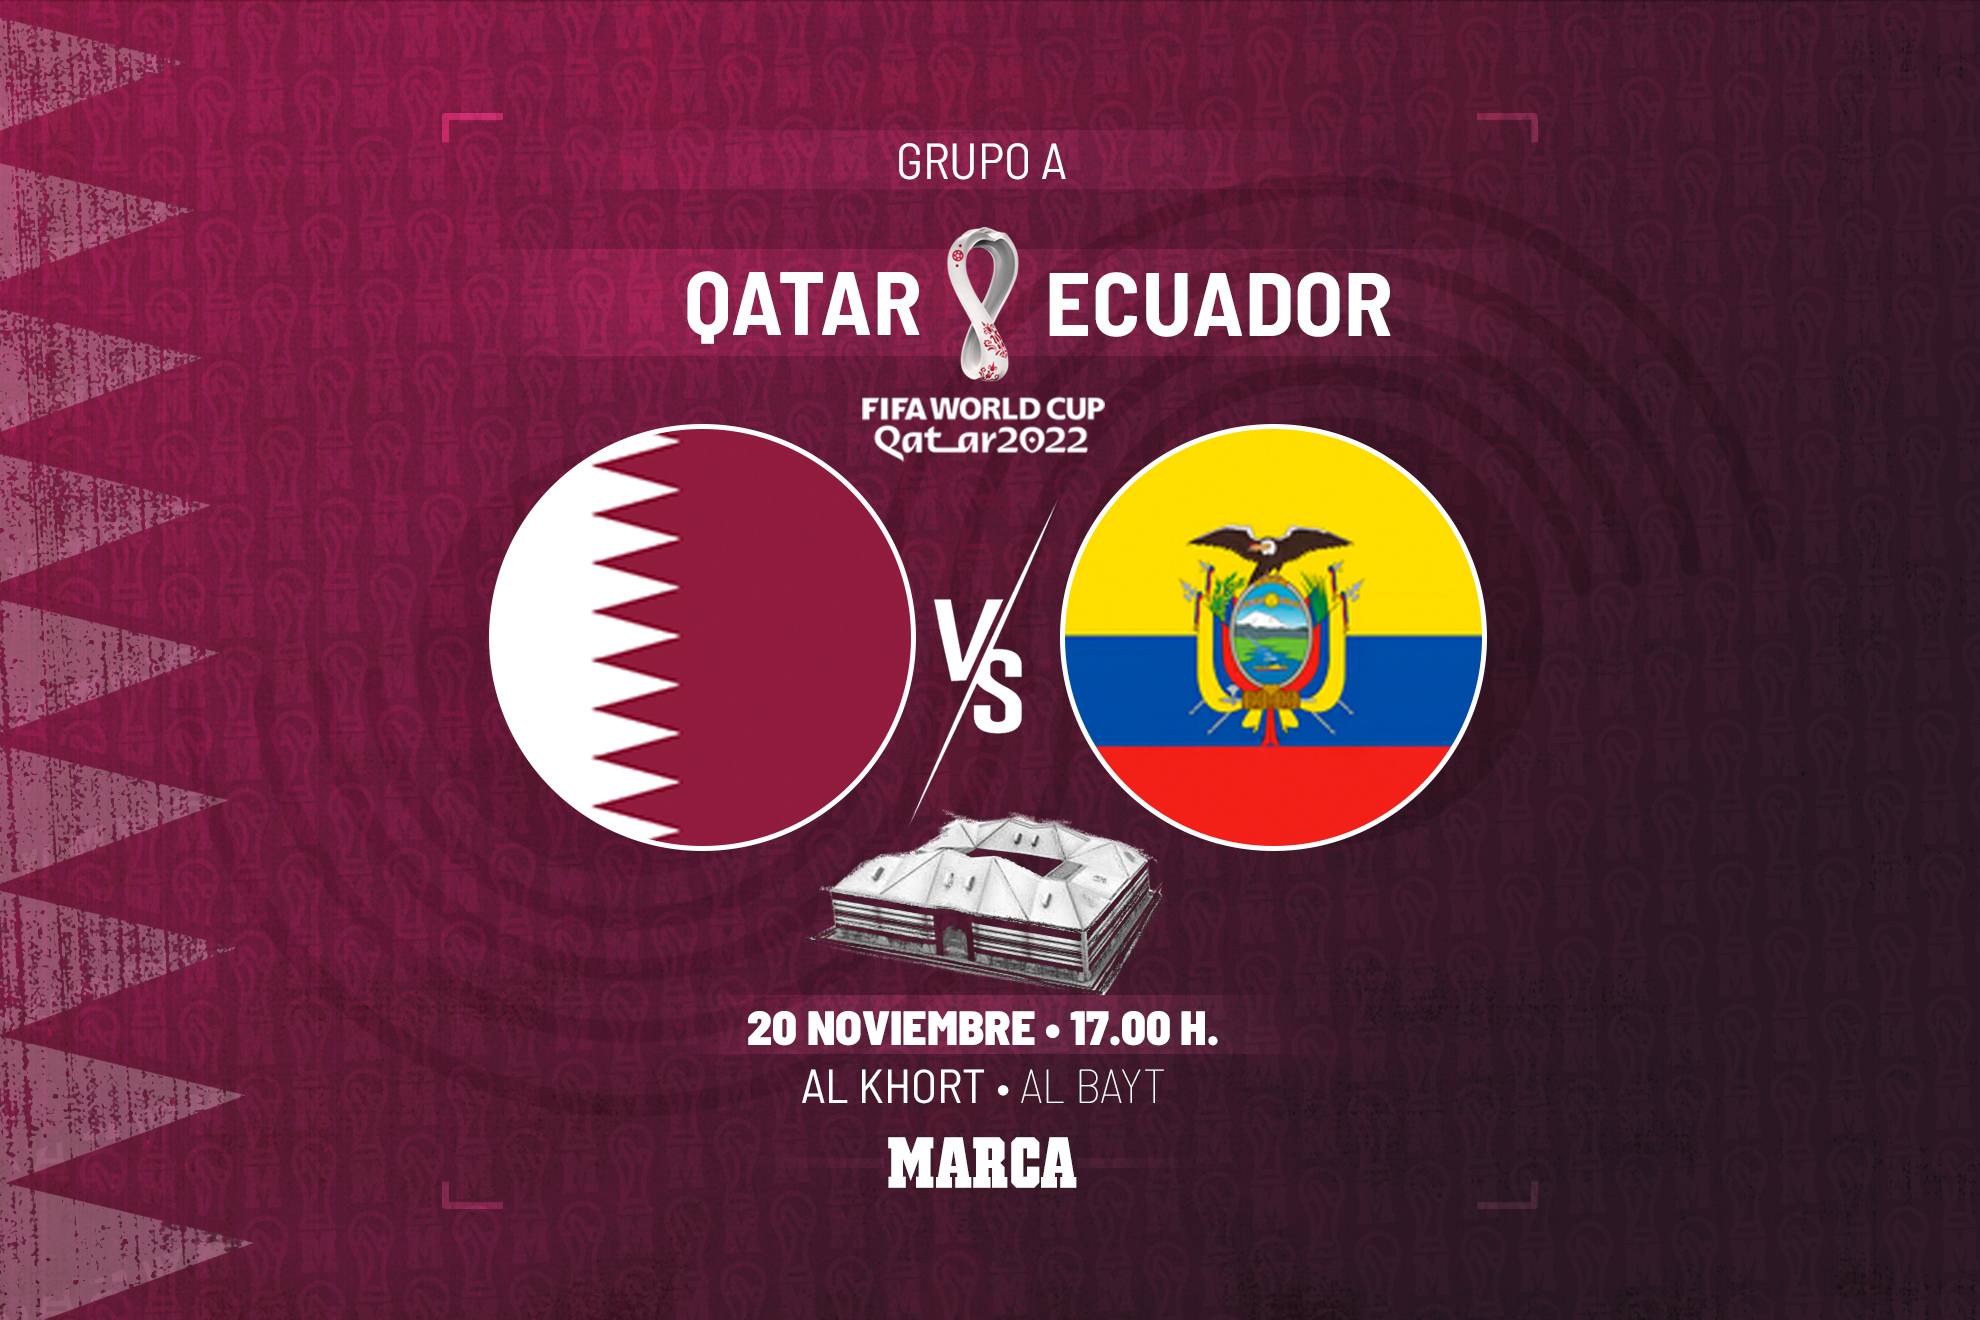 GRUPO A
QATAR ECUADOR
FIFA WORLD CUP
Qatar2022
VS
20 NOVIEMBRE • 17.00 H.
AL KHORT • AL BAYT
MARCA